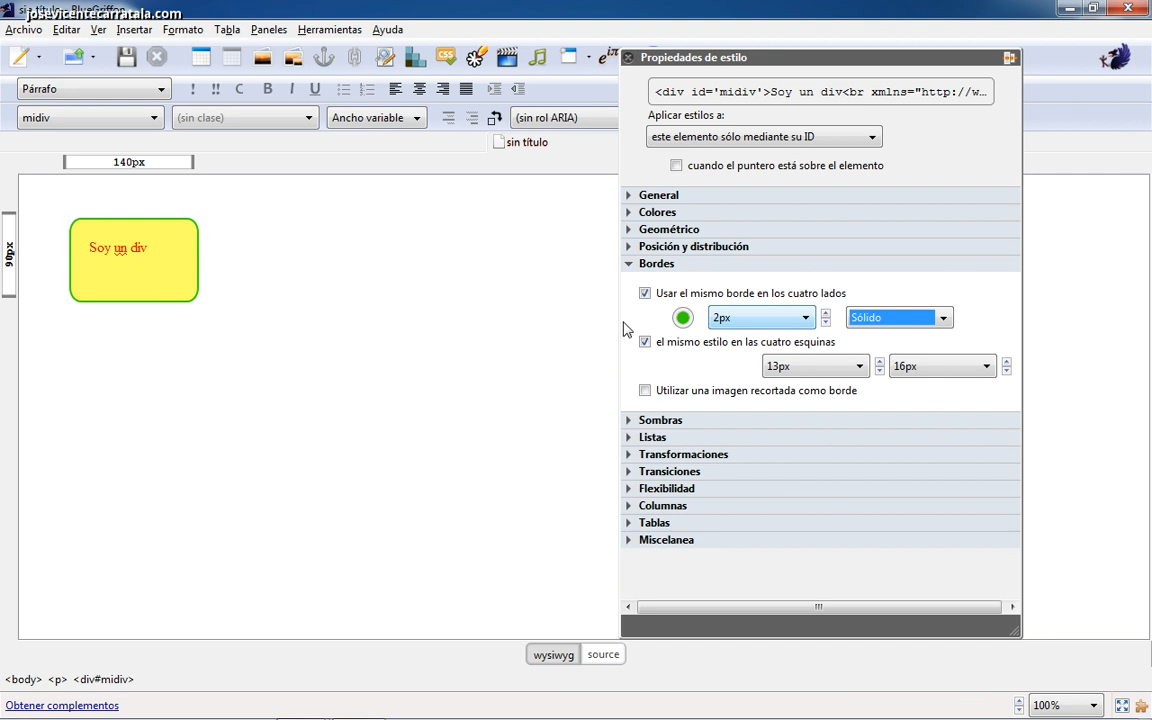 sin título - BlueGriffon
josevicentecarratala.com
Archivo Editar Ver Insertar Formato Tabla Paneles Herramientas Ayuda
Párrafo ! !! C B I U
midiv (sin clase) Ancho variable (sin rol ARIA)
sin título
140px
90px
Soy un div
Propiedades de estilo
<div id='midiv'>Soy un div<br xmlns="http://w...
Aplicar estilos a:
este elemento sólo mediante su ID
cuando el puntero está sobre el elemento
General
Colores
Geométrico
Posición y distribución
Bordes
Usar el mismo borde en los cuatro lados
2px Sólido
el mismo estilo en las cuatro esquinas
13px 16px
Utilizar una imagen recortada como borde
Sombras
Listas
Transformaciones
Transiciones
Flexibilidad
Columnas
Tablas
Miscelanea
wysiwyg source
<body> <p> <div#midiv>
Obtener complementos 100%